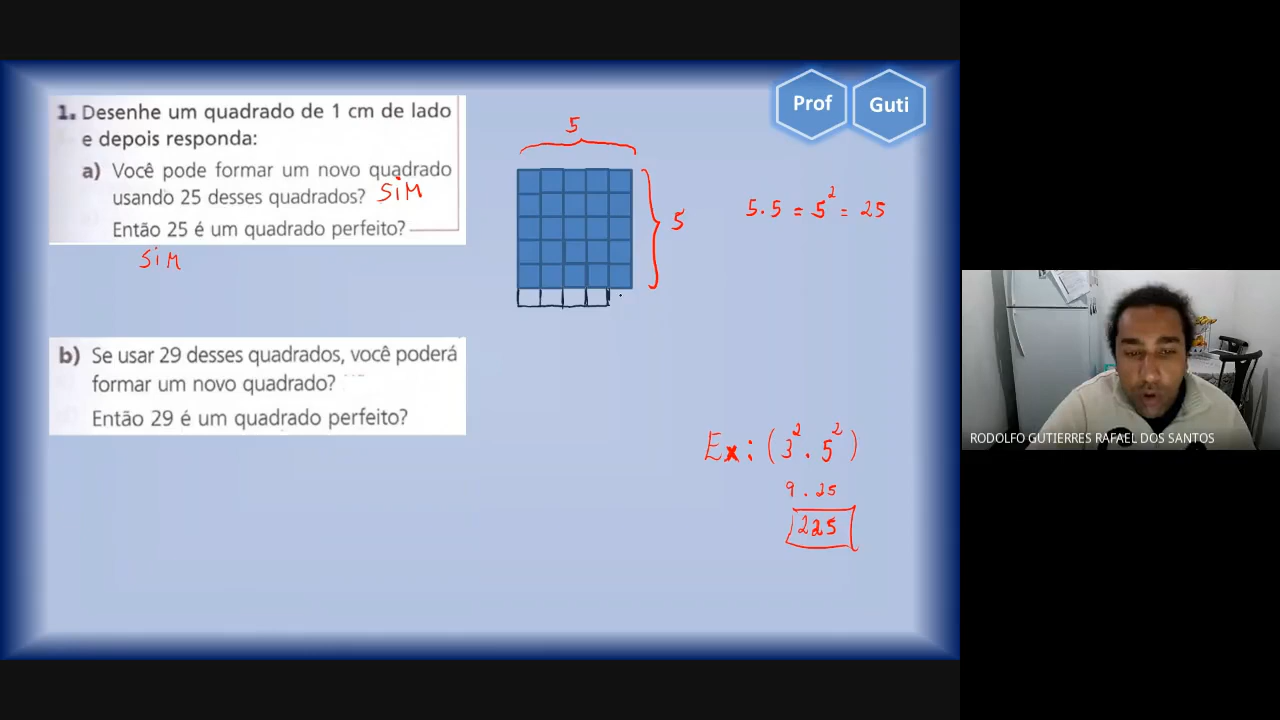 Prof Guti
1. Desenhe um quadrado de 1 cm de lado
e depois responda:
a) Você pode formar um novo quadrado
usando 25 desses quadrados? SiM
Então 25 é um quadrado perfeito?
SiM
5
5
5.5 = 5² = 25
b) Se usar 29 desses quadrados, você poderá
formar um novo quadrado?
Então 29 é um quadrado perfeito?
Ex: (3² . 5²)
9 . 25
225
RODOLFO GUTIERRES RAFAEL DOS SANTOS